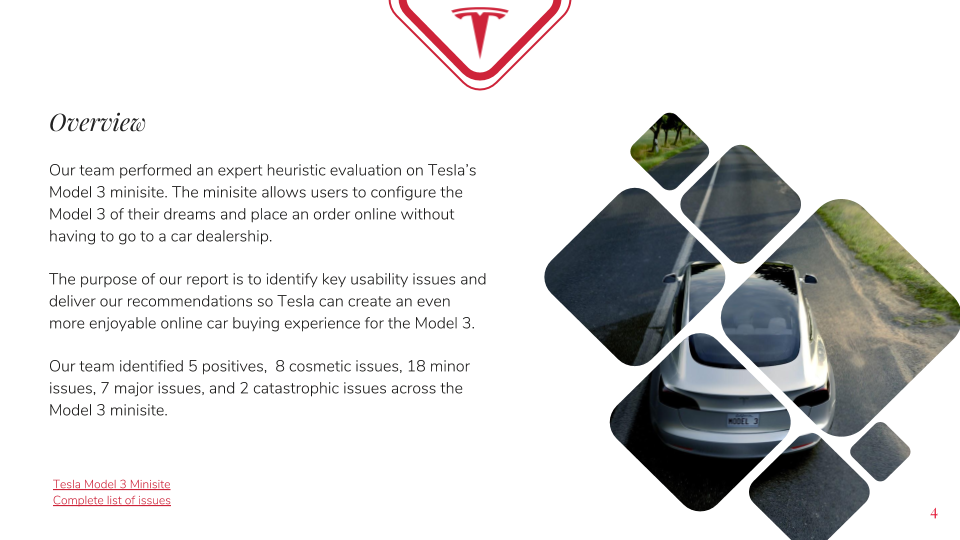 Overview
Our team performed an expert heuristic evaluation on Tesla’s
Model 3 minisite. The minisite allows users to configure the
Model 3 of their dreams and place an order online without
having to go to a car dealership.
The purpose of our report is to identify key usability issues and
deliver our recommendations so Tesla can create an even
more enjoyable online car buying experience for the Model 3.
Our team identified 5 positives,  8 cosmetic issues, 18 minor
issues, 7 major issues, and 2 catastrophic issues across the
Model 3 minisite.
Tesla Model 3 Minisite
Complete list of issues
MODEL 3
4